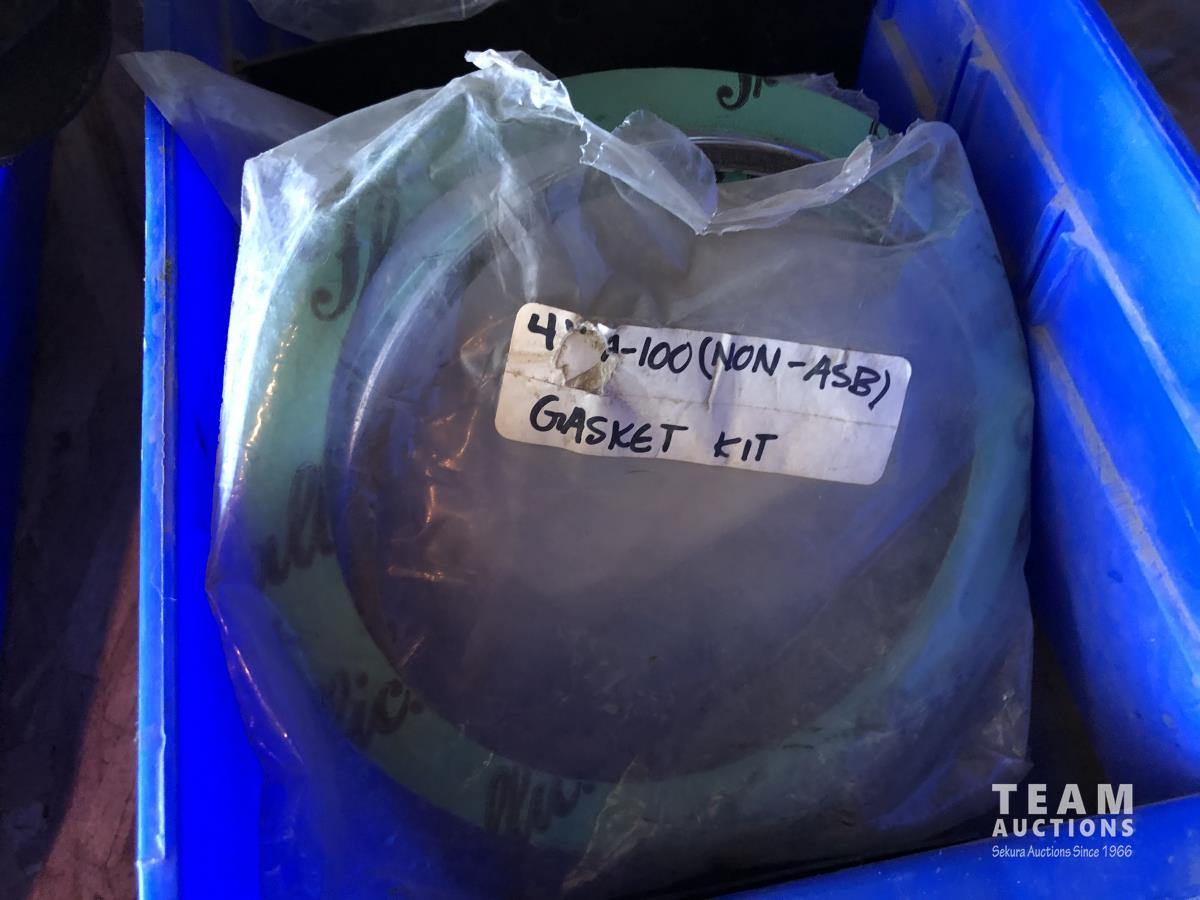 -100 (NON-ASB)
GASKET KIT
TEAM
AUCTIONS
Sekura Auctions Since 1966